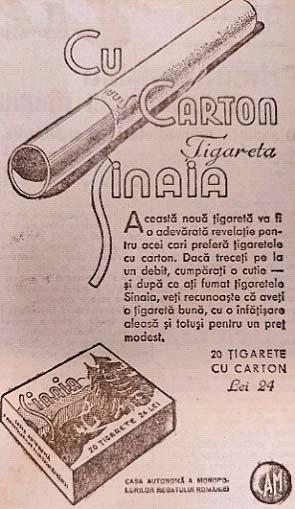 Cu
CARTON
Ţigareta
SINAIA
Această nouă ţigaretă va fi
o adevărată revelaţie pen-
tru acei cari preferă ţigaretele
cu carton. Dacă treceţi pe la
un debit, cumpăraţi o cutie —
şi după ce aţi fumat ţigaretele
Sinaia, veţi recunoaşte că aveţi
o ţigaretă bună, cu o înfăţişare
aleasă şi totuşi pentru un preţ
modest.
20 ŢIGARETE
CU CARTON
Lei 24
Sinaia
20 ŢIGARETE 24 LEI
CASA AUTONOMĂ
CASA AUTONOMĂ A MONOPO-
LURILOR REGATULUI ROMÂNIEI
CAM